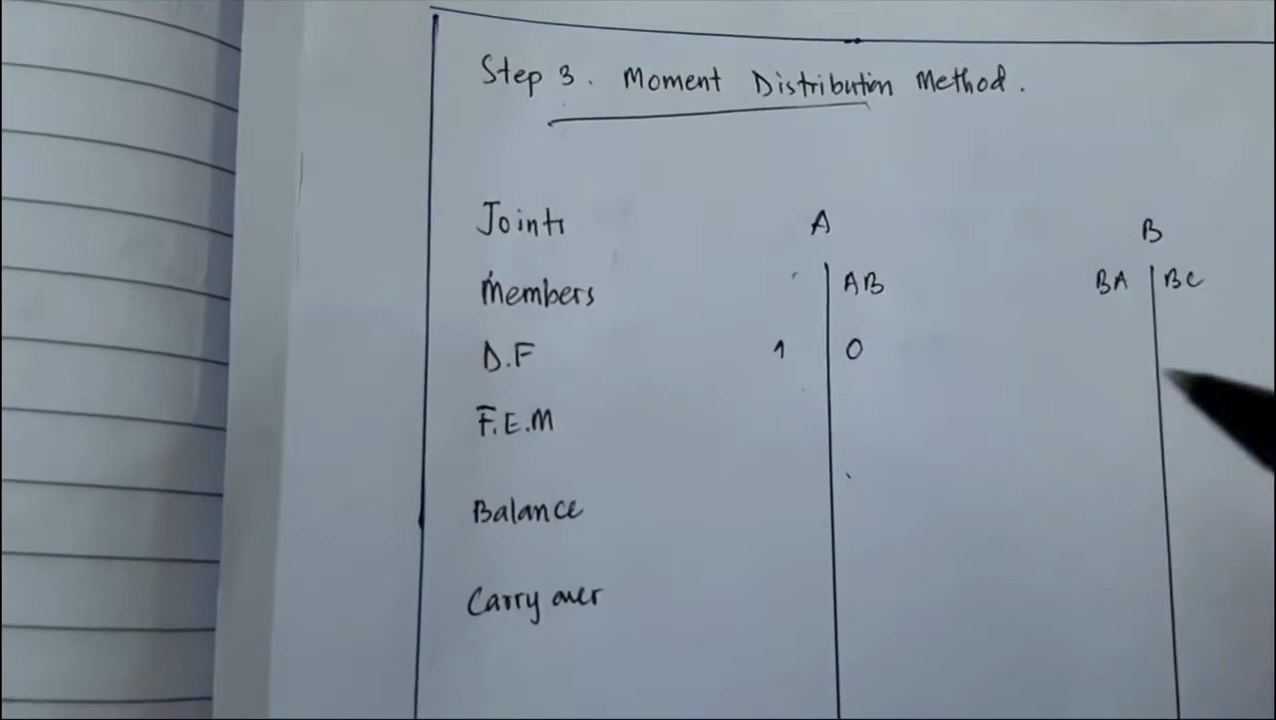 Step 3. Moment Distribution Method.
Joints A B
Members AB BA BC
D.F 1 0
F.E.M
Balance
Carry over